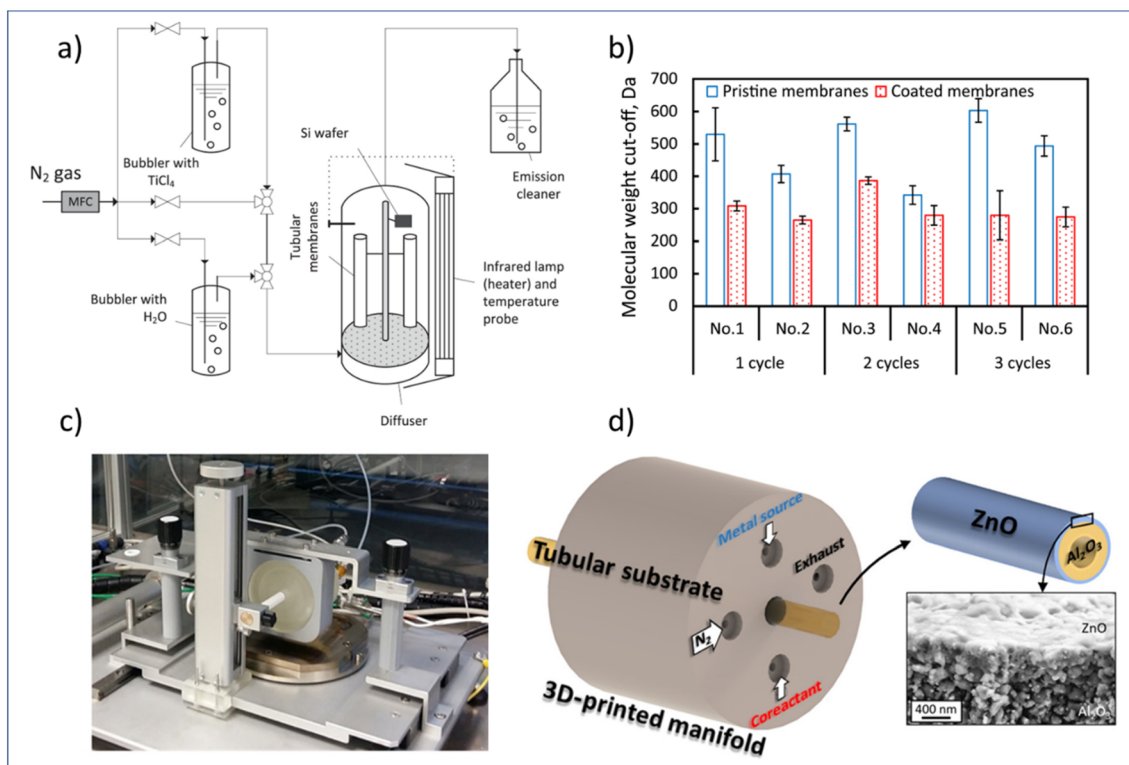 a)
N₂ gas
MFC
Bubbler with
TiCl₄
Bubbler with
H₂O
Tubular
membranes
Si wafer
Infrared lamp
(heater) and
temperature
probe
Diffuser
Emission
cleaner
b)
Molecular weight cut-off, Da
700
600
500
400
300
200
100
0
Pristine membranes
Coated membranes
No.1
No.2
No.3
No.4
No.5
No.6
1 cycle
2 cycles
3 cycles
c)
d)
Metal source
Exhaust
Tubular substrate
N₂
Coreactant
3D-printed manifold
ZnO
Al₂O₃
ZnO
400 nm